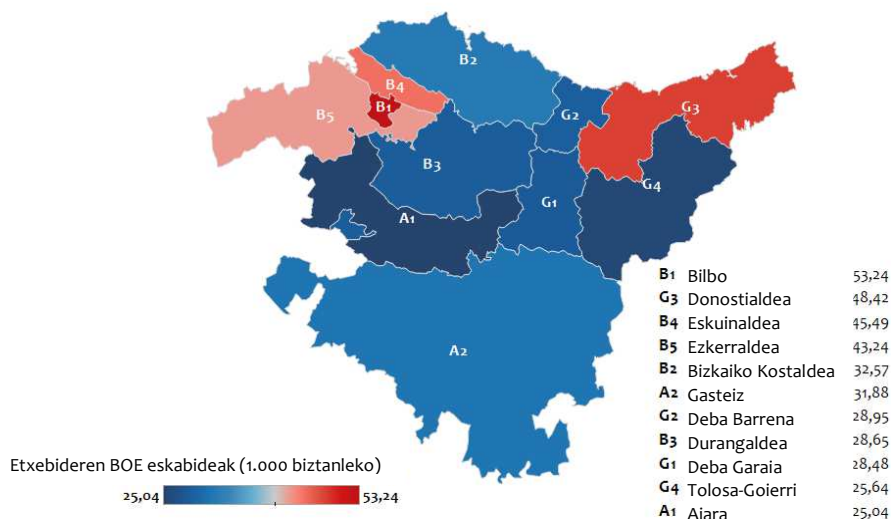 B2
B4
B1
B5
G2
G3
B3
G4
G1
A1
A2
B1 Bilbo 53,24
G3 Donostialdea 48,42
B4 Eskuinaldea 45,49
B5 Ezkerraldea 43,24
B2 Bizkaiko Kostaldea 32,57
A2 Gasteiz 31,88
G2 Deba Barrena 28,95
B3 Durangaldea 28,65
G1 Deba Garaia 28,48
G4 Tolosa-Goierri 25,64
A1 Aiara 25,04
Etxebideren BOE eskabideak (1.000 biztanleko)
25,04 53,24